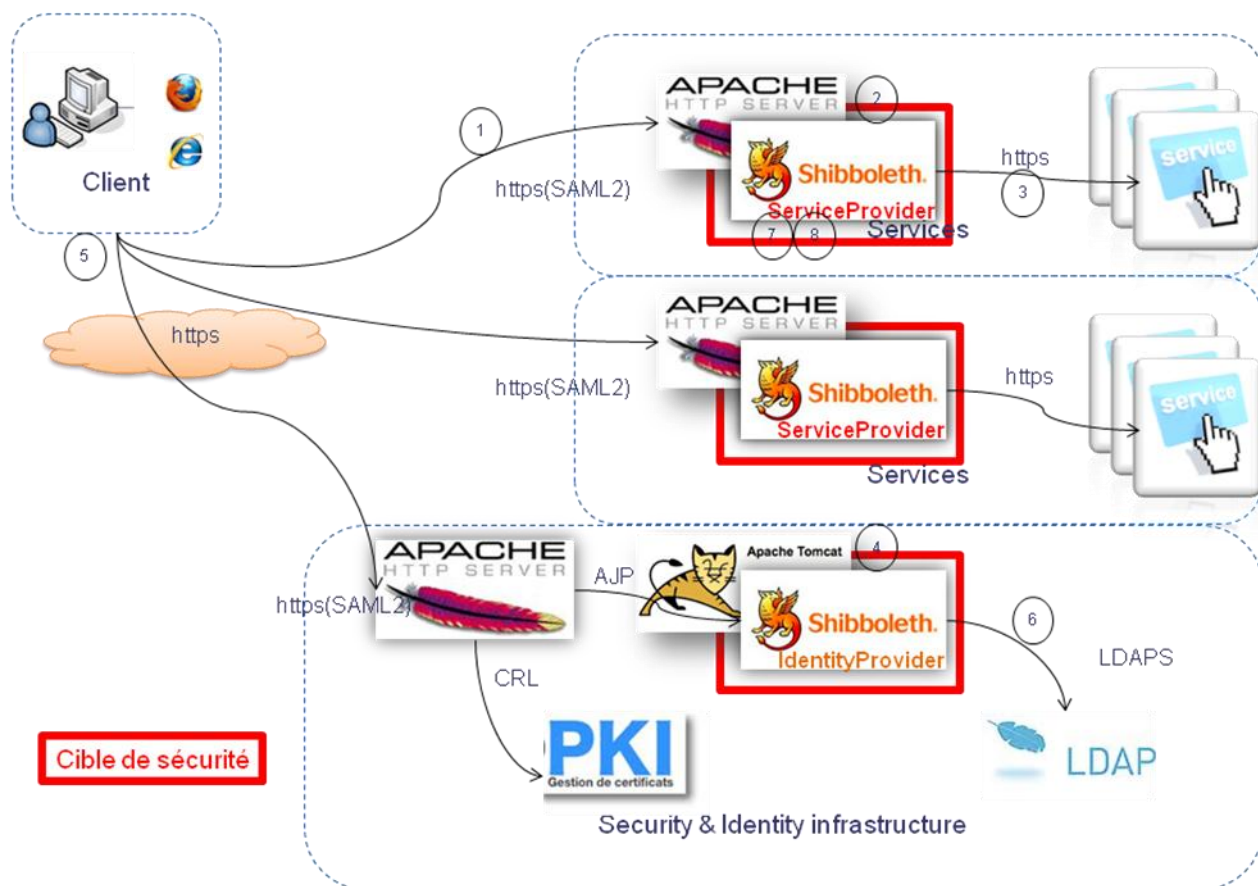 Client
1
5
https
https(SAML2)
APACHE
HTTP SERVER
2
Shibboleth.
ServiceProvider
7
8
Services
https
3
service
https(SAML2)
APACHE
HTTP SERVER
Shibboleth.
ServiceProvider
Services
https
service
https(SAML2)
APACHE
HTTP SERVER
AJP
Apache Tomcat
4
Shibboleth.
IdentityProvider
6
LDAPS
CRL
PKI
Gestion de certificats
LDAP
Cible de sécurité
Security & Identity infrastructure